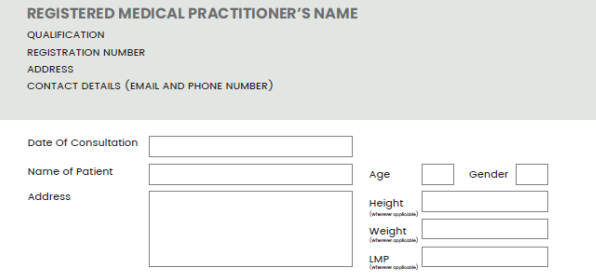 REGISTERED MEDICAL PRACTITIONER'S NAME
QUALIFICATION
REGISTRATION NUMBER
ADDRESS
CONTACT DETAILS (EMAIL AND PHONE NUMBER)
Date Of Consultation
Name of Patient
Age
Gender
Address
Height
(wherever applicable)
Weight
(wherever applicable)
LMP
(wherever applicable)